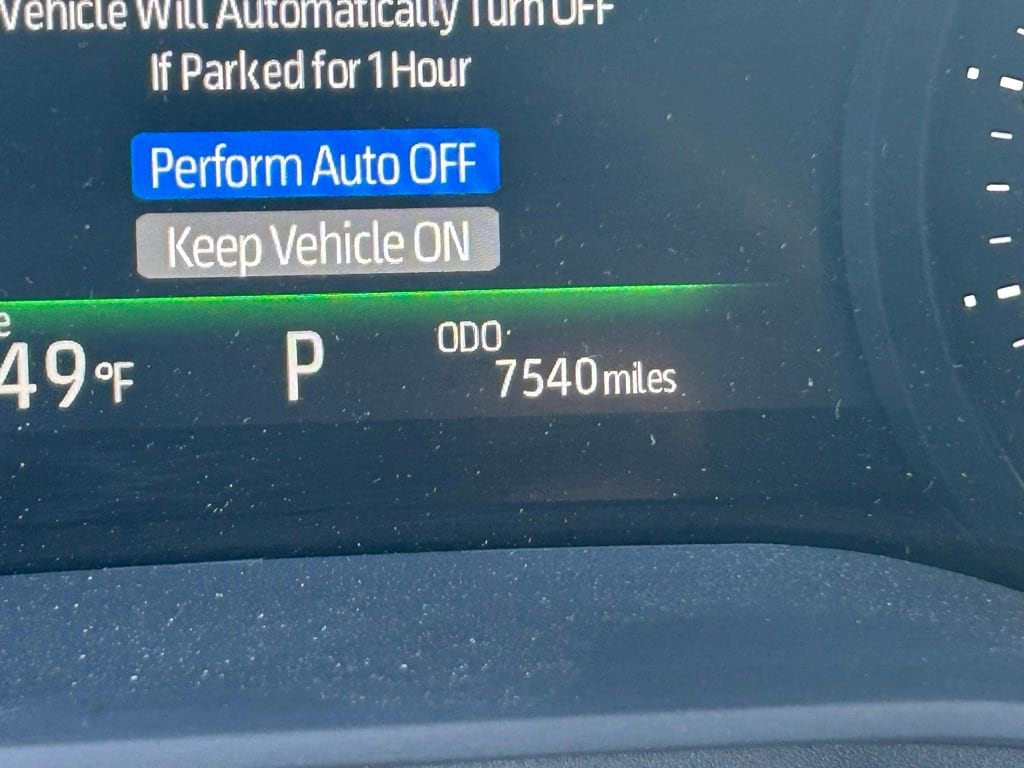 Vehicle Will Automatically Turn OFF
If Parked for 1 Hour
Perform Auto OFF
Keep Vehicle ON
49°F
P
ODO
7540 miles